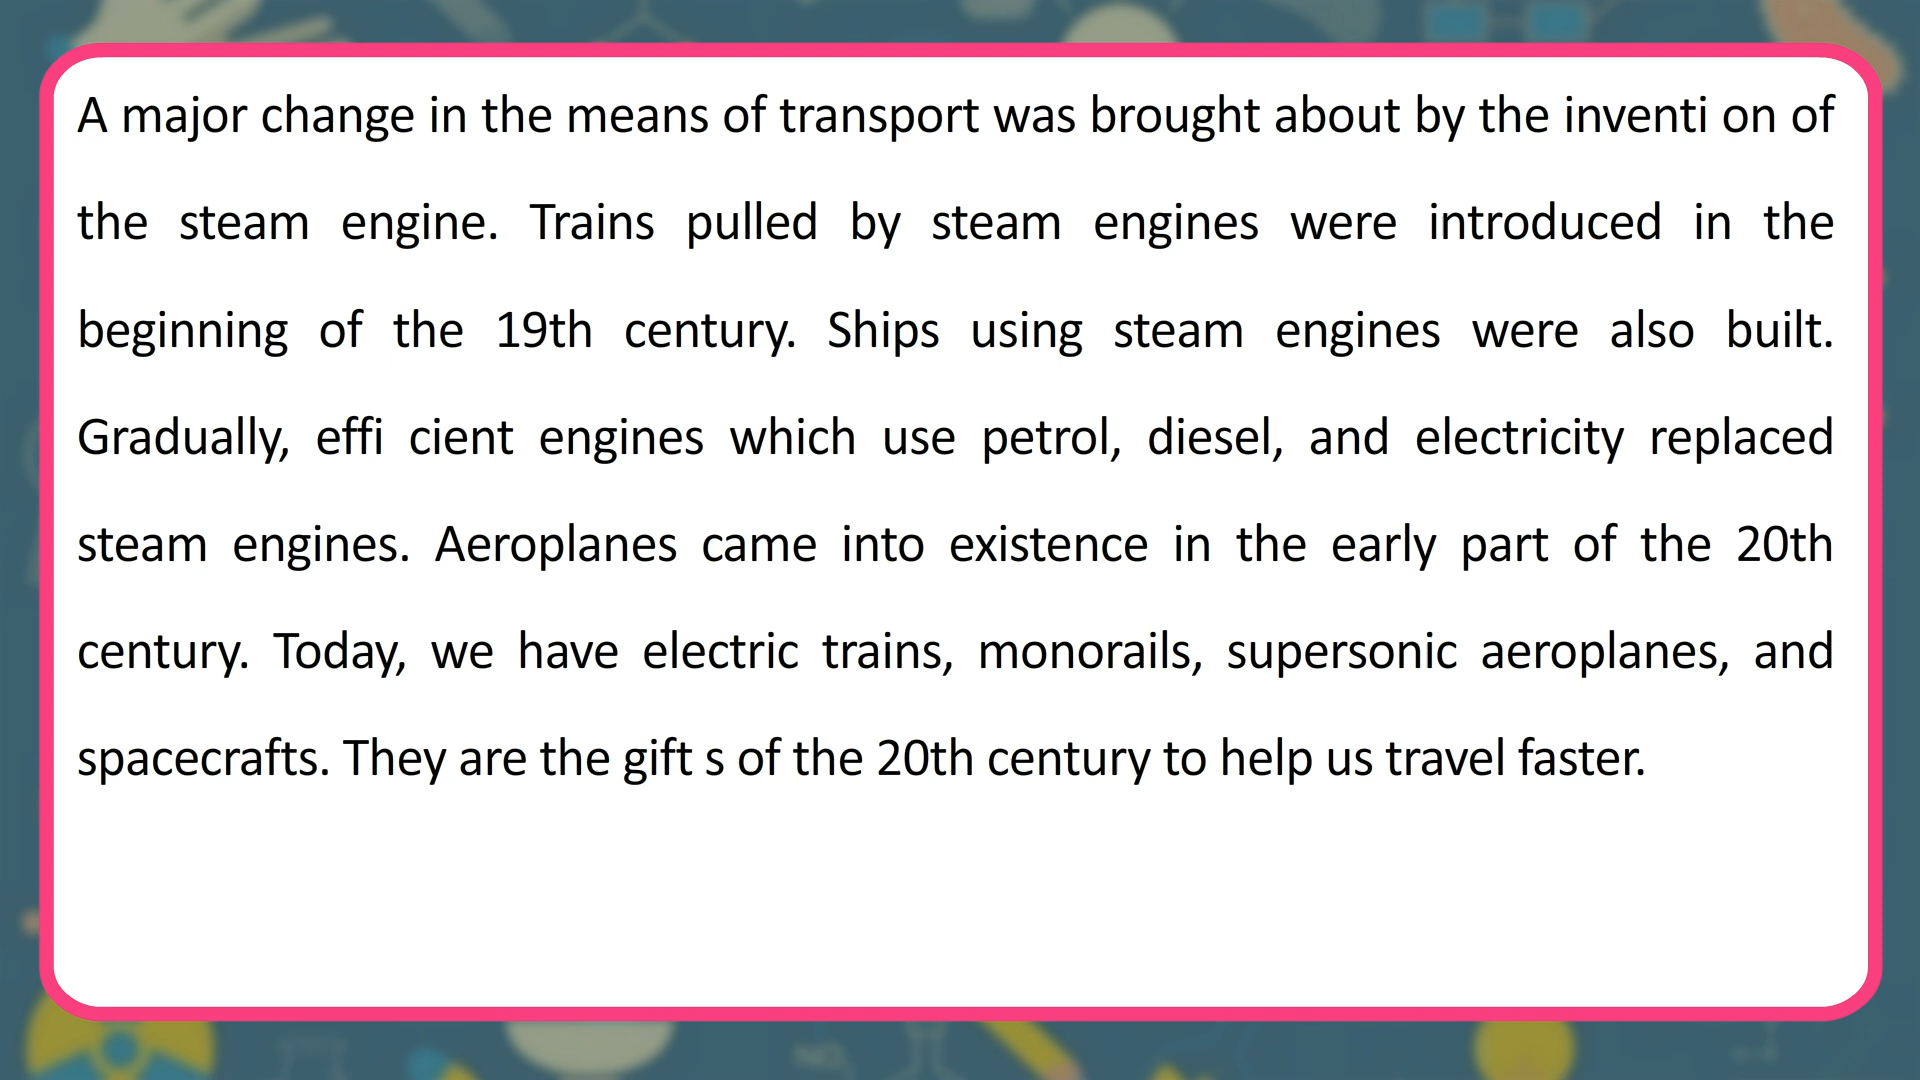 A major change in the means of transport was brought about by the inventi on of
the steam engine. Trains pulled by steam engines were introduced in the
beginning of the 19th century. Ships using steam engines were also built.
Gradually, effi cient engines which use petrol, diesel, and electricity replaced
steam engines. Aeroplanes came into existence in the early part of the 20th
century. Today, we have electric trains, monorails, supersonic aeroplanes, and
spacecrafts. They are the gift s of the 20th century to help us travel faster.